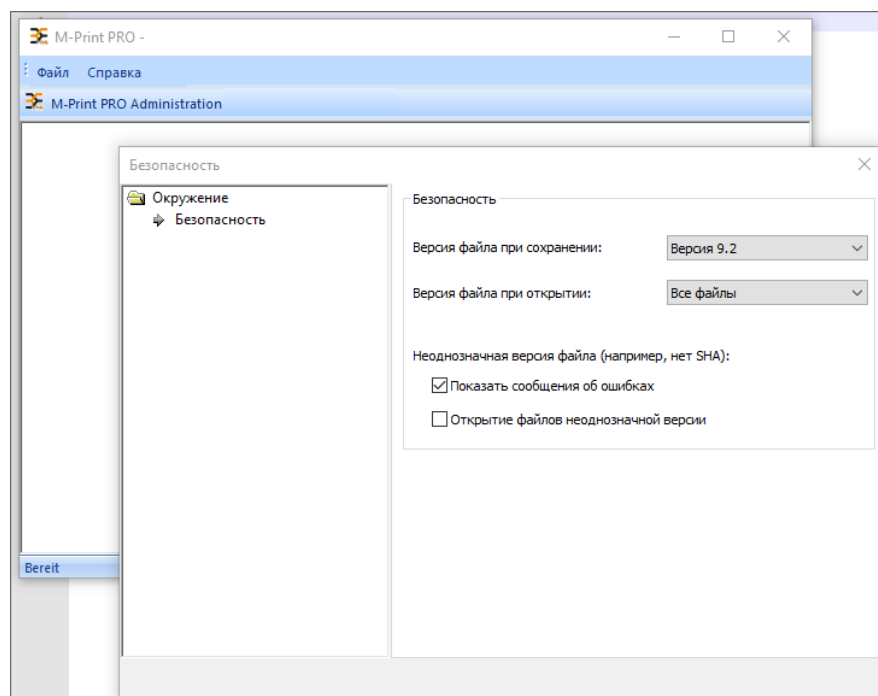 M-Print PRO -
Файл Справка
M-Print PRO Administration
Безопасность
Окружение
Безопасность
Безопасность
Версия файла при сохранении: Версия 9.2
Версия файла при открытии: Все файлы
Неоднозначная версия файла (например, нет SHA):
Показать сообщения об ошибках
Открытие файлов неоднозначной версии
Bereit